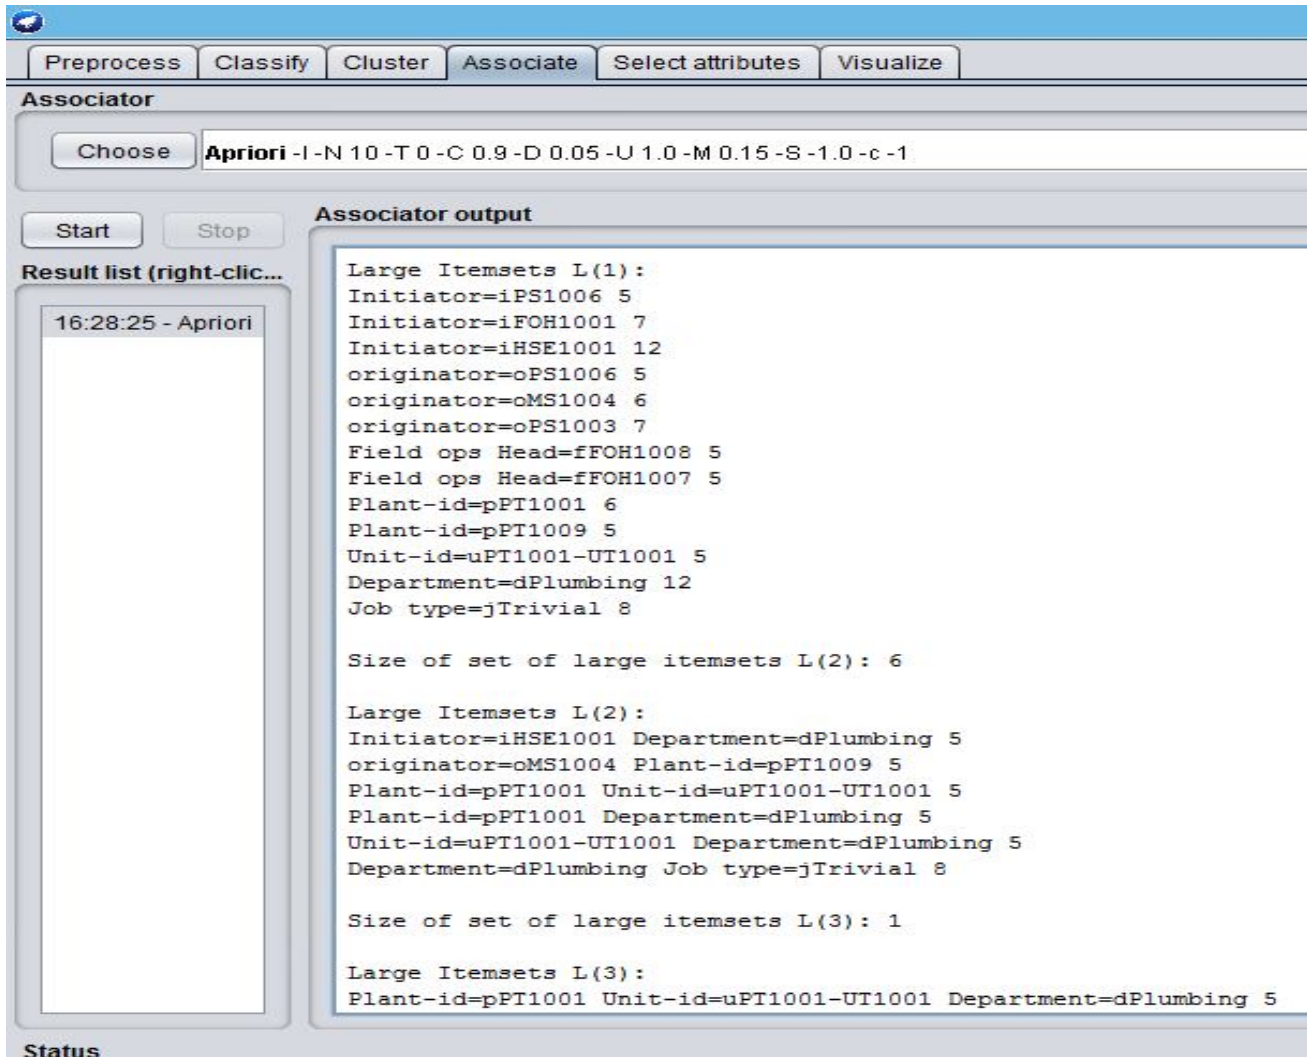 Preprocess Classify Cluster Associate Select attributes Visualize
Associator
Choose Apriori -I -N 10 -T 0 -C 0.9 -D 0.05 -U 1.0 -M 0.15 -S -1.0 -c -1
Start Stop
Result list (right-clic...
16:28:25 - Apriori
Associator output
Large Itemsets L(1):
Initiator=iPS1006 5
Initiator=iFOH1001 7
Initiator=iHSE1001 12
originator=oPS1006 5
originator=oMS1004 6
originator=oPS1003 7
Field ops Head=fFOH1008 5
Field ops Head=fFOH1007 5
Plant-id=pPT1001 6
Plant-id=pPT1009 5
Unit-id=uPT1001-UT1001 5
Department=dPlumbing 12
Job type=jTrivial 8
Size of set of large itemsets L(2): 6
Large Itemsets L(2):
Initiator=iHSE1001 Department=dPlumbing 5
originator=oMS1004 Plant-id=pPT1009 5
Plant-id=pPT1001 Unit-id=uPT1001-UT1001 5
Plant-id=pPT1001 Department=dPlumbing 5
Unit-id=uPT1001-UT1001 Department=dPlumbing 5
Department=dPlumbing Job type=jTrivial 8
Size of set of large itemsets L(3): 1
Large Itemsets L(3):
Plant-id=pPT1001 Unit-id=uPT1001-UT1001 Department=dPlumbing 5
Status